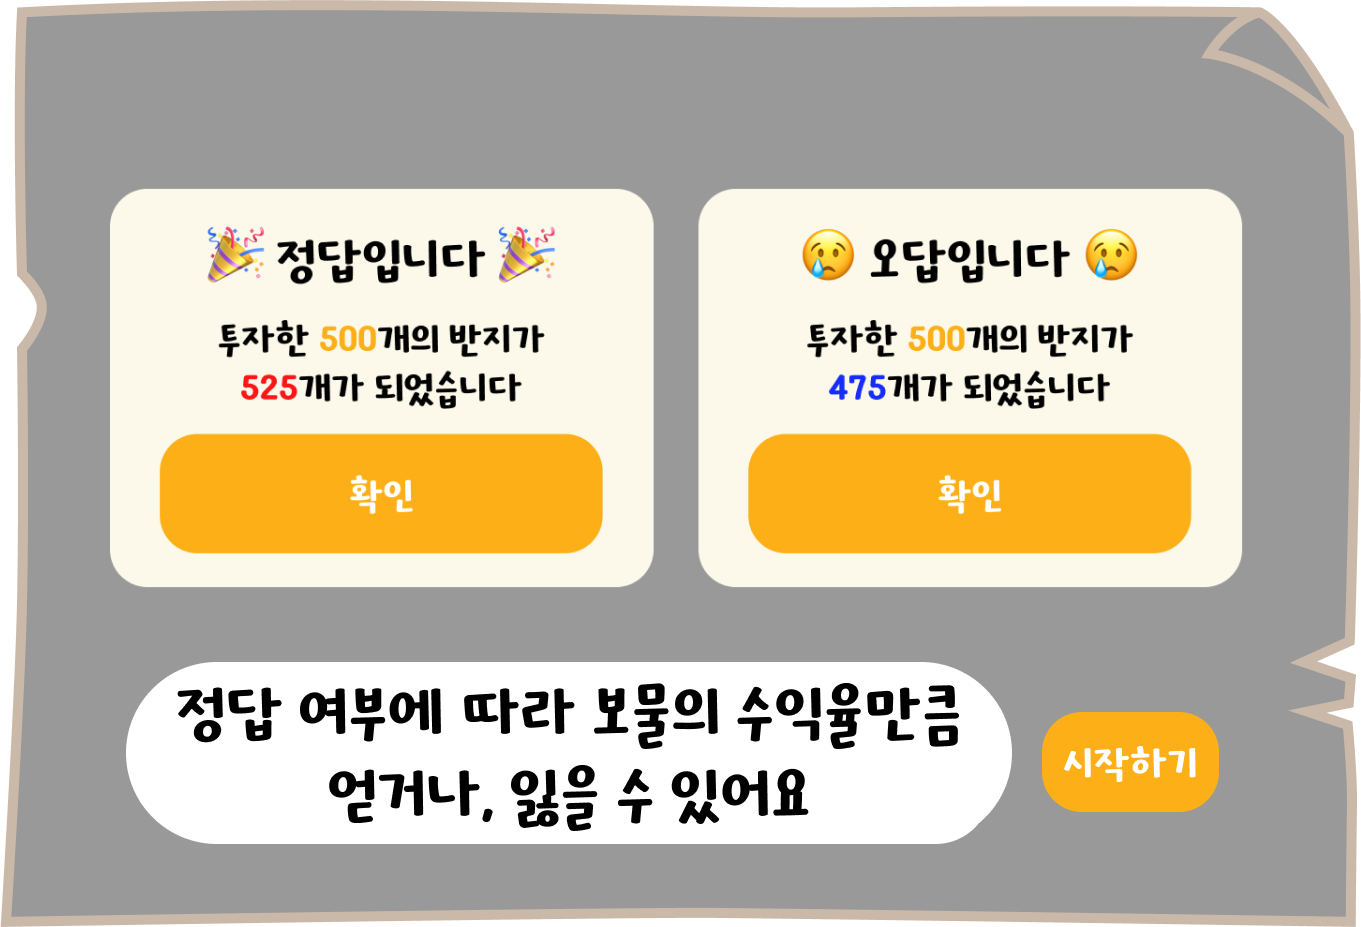 🎉 정답입니다 🎉
투자한 500개의 반지가
525개가 되었습니다
확인
😢 오답입니다 😢
투자한 500개의 반지가
475개가 되었습니다
확인
정답 여부에 따라 보물의 수익율만큼
얻거나, 잃을 수 있어요
시작하기